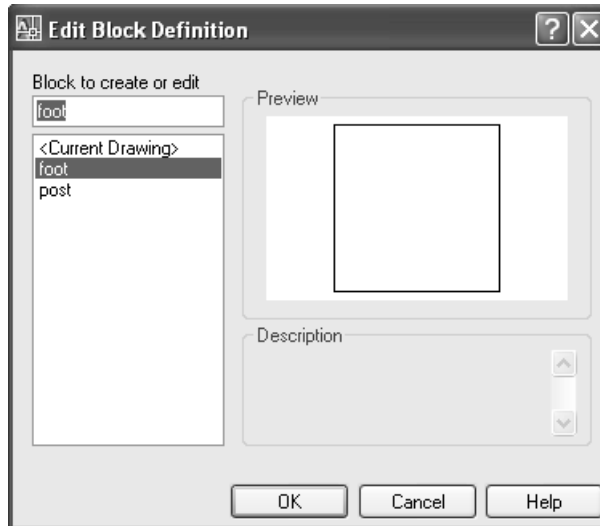 Edit Block Definition
Block to create or edit
foot
<Current Drawing>
foot
post
Preview
Description
OK
Cancel
Help